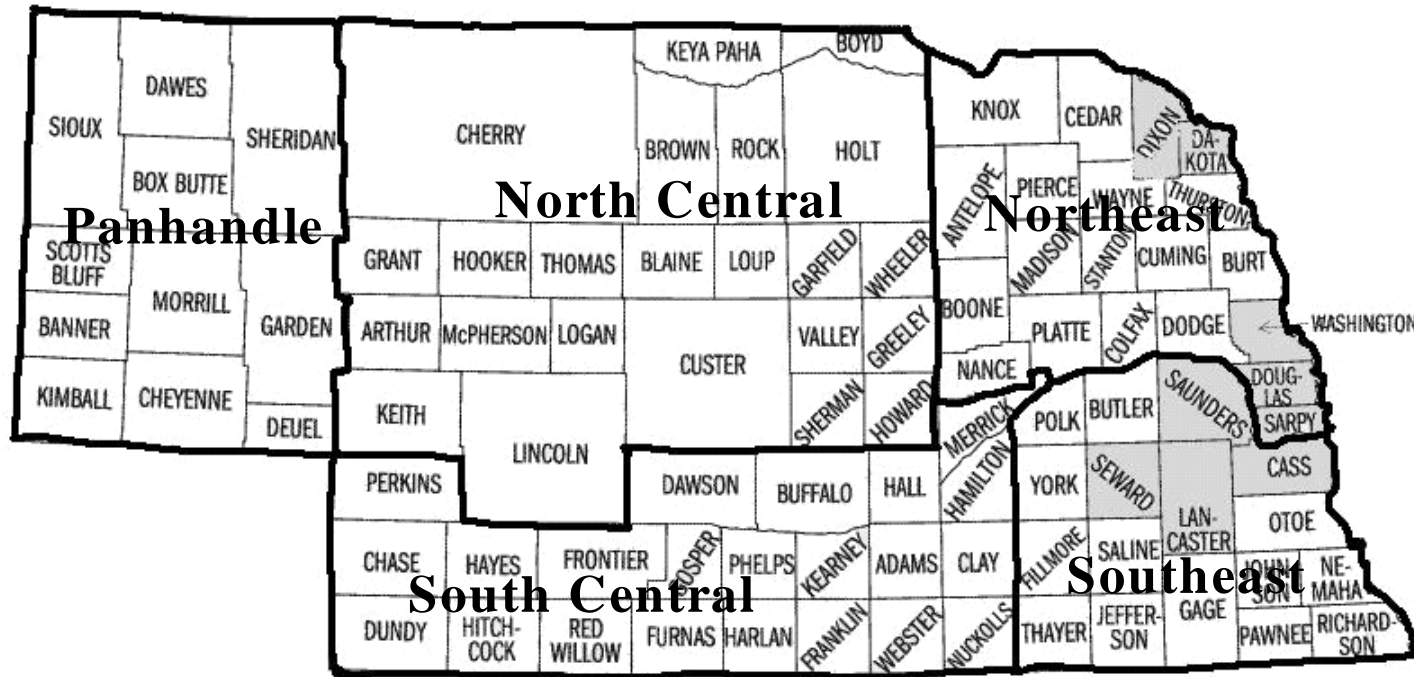 BOYD
KEYA PAHA
DAWES
KNOX
CEDAR
SIOUX
SHERIDAN
CHERRY
BROWN
ROCK
HOLT
DIXON
DA-
KOTA
BOX BUTTE
ANTELOPE
PIERCE
WAYNE
THURSTON
Panhandle
North Central
Northeast
SCOTTS
BLUFF
GRANT
HOOKER
THOMAS
BLAINE
LOUP
GARFIELD
WHEELER
MADISON
STANTON
CUMING
BURT
MORRILL
BANNER
GARDEN
ARTHUR
McPHERSON
LOGAN
CUSTER
VALLEY
GREELEY
BOONE
PLATTE
COLFAX
DODGE
WASHINGTON
NANCE
DOUG-
LAS
KIMBALL
CHEYENNE
DEUEL
KEITH
LINCOLN
SHERMAN
HOWARD
MERRICK
POLK
BUTLER
SAUNDERS
SARPY
PERKINS
DAWSON
BUFFALO
HALL
HAMILTON
YORK
SEWARD
CASS
LAN-
CASTER
OTOE
CHASE
HAYES
FRONTIER
GOSPER
PHELPS
KEARNEY
ADAMS
CLAY
FILLMORE
SALINE
JOHN-
SON
NE-
MAHA
South Central
Southeast
DUNDY
HITCH-
COCK
RED
WILLOW
FURNAS
HARLAN
FRANKLIN
WEBSTER
NUCKOLLS
THAYER
JEFFER-
SON
GAGE
PAWNEE
RICHARD-
SON